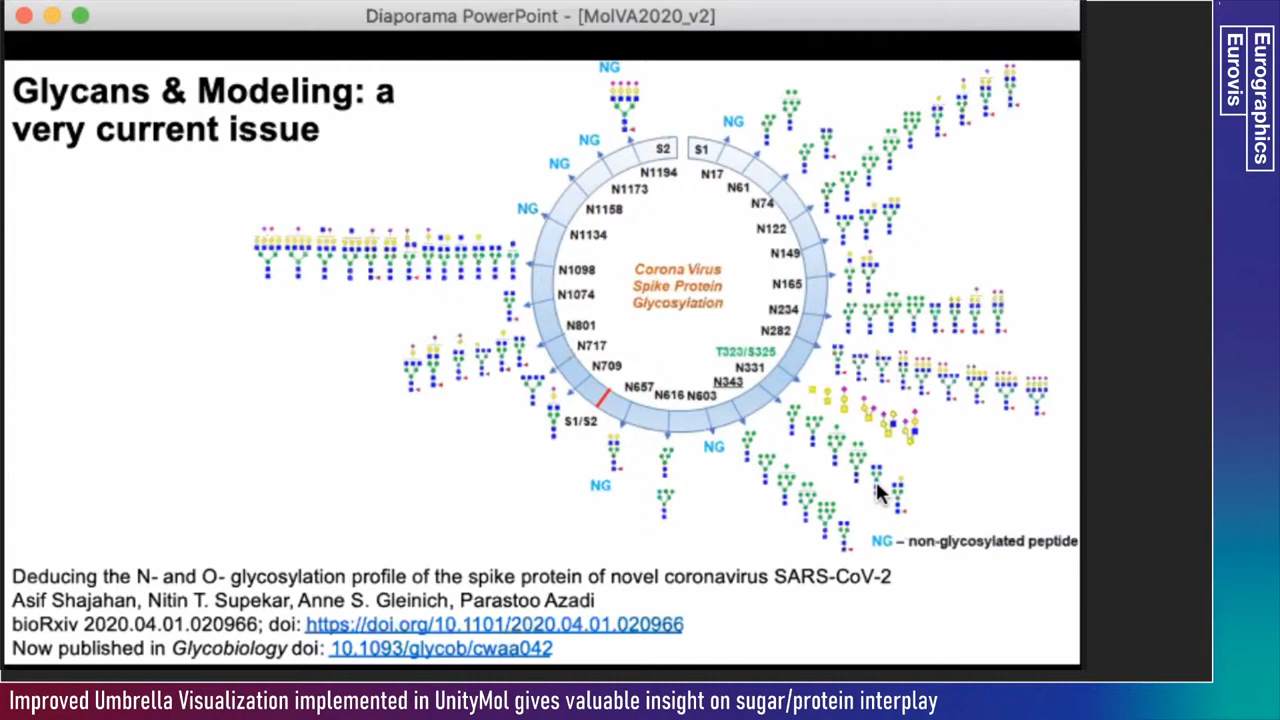 Diaporama PowerPoint - [MolVA2020_v2]
Eurographics
Eurovis
Glycans & Modeling: a
very current issue
NG
NG
NG
NG
NG
S2
S1
N1194
N17
N1173
N61
N1158
N74
N1134
N122
N149
N1098
N165
N1074
N234
N801
N282
N717
T323/S325
N709
N331
N343
N657
N616
N603
S1/S2
Corona Virus
Spike Protein
Glycosylation
NG
NG
NG – non-glycosylated peptide
Deducing the N- and O- glycosylation profile of the spike protein of novel coronavirus SARS-CoV-2
Asif Shajahan, Nitin T. Supekar, Anne S. Gleinich, Parastoo Azadi
bioRxiv 2020.04.01.020966; doi: https://doi.org/10.1101/2020.04.01.020966
Now published in Glycobiology doi: 10.1093/glycob/cwaa042
Improved Umbrella Visualization implemented in UnityMol gives valuable insight on sugar/protein interplay